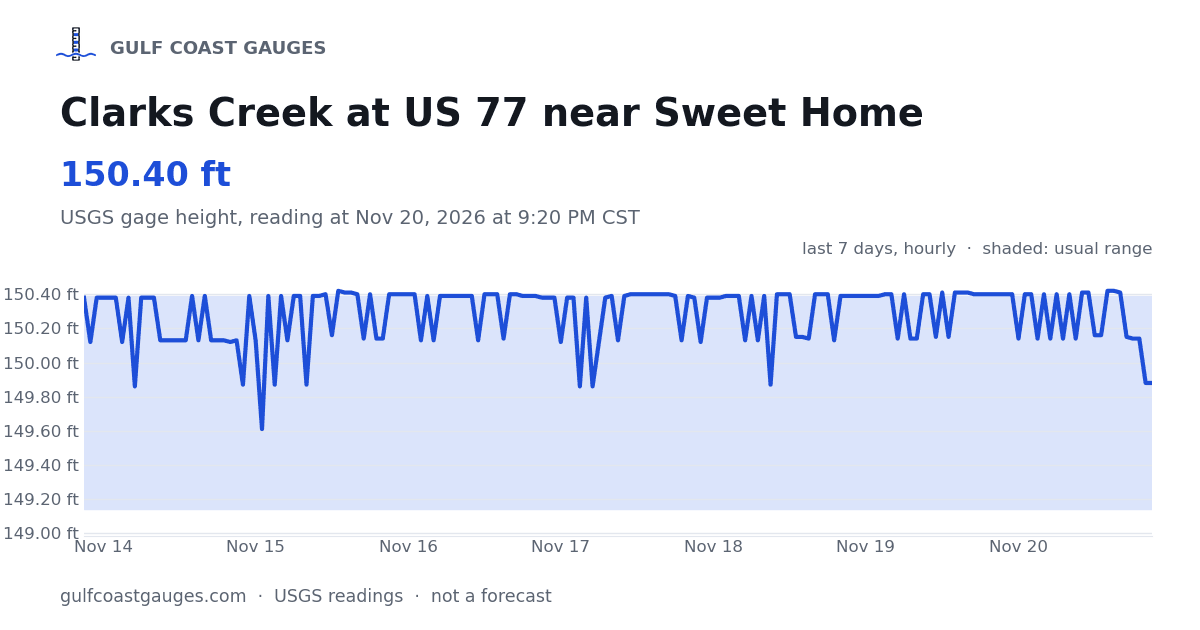 GULF COAST GAUGES
Clarks Creek at US 77 near Sweet Home
150.40 ft
USGS gage height, reading at Nov 20, 2026 at 9:20 PM CST
last 7 days, hourly · shaded: usual range
150.40 ft
150.20 ft
150.00 ft
149.80 ft
149.60 ft
149.40 ft
149.20 ft
149.00 ft
Nov 14 Nov 15 Nov 16 Nov 17 Nov 18 Nov 19 Nov 20
gulfcoastgauges.com · USGS readings · not a forecast